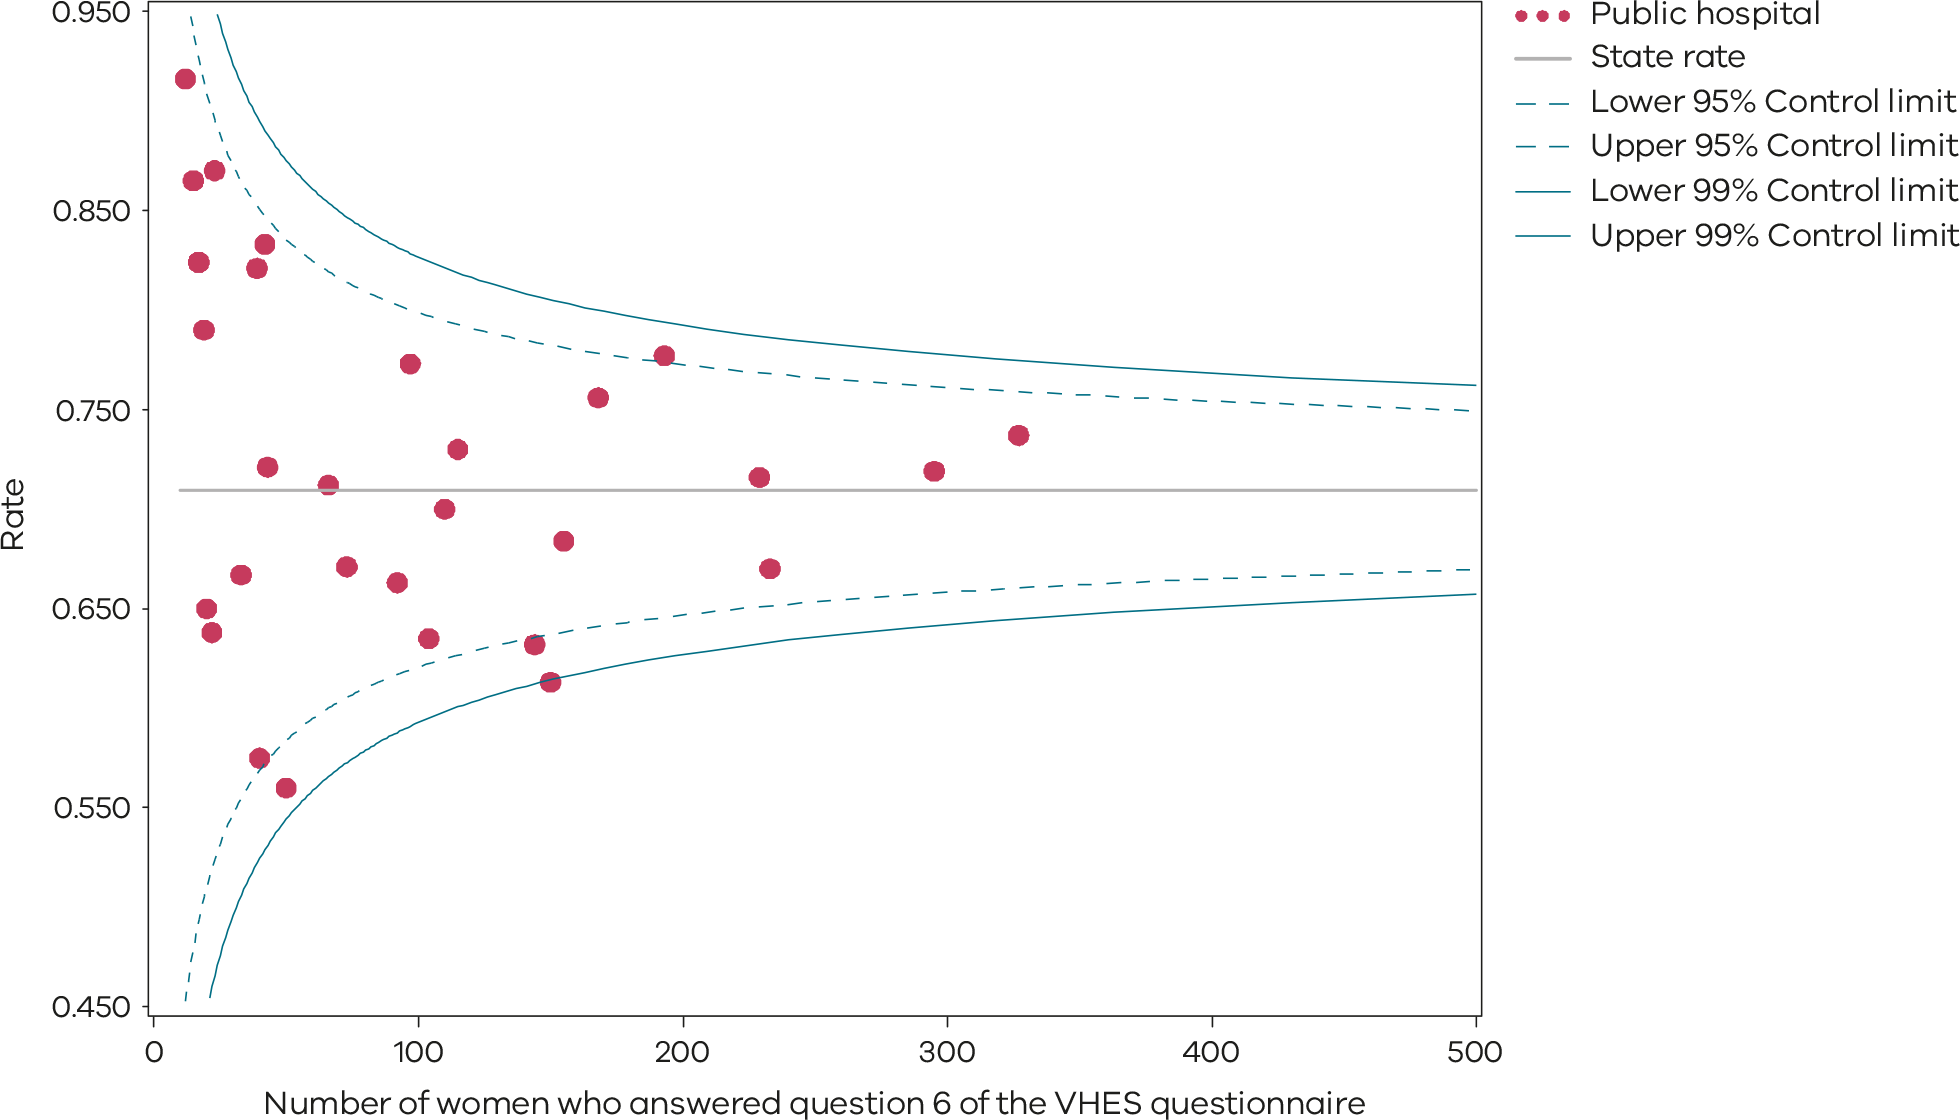 0.950
0.850
0.750
0.650
0.550
0.450
Rate
0 100 200 300 400 500
Number of women who answered question 6 of the VHES questionnaire
Public hospital
State rate
Lower 95% Control limit
Upper 95% Control limit
Lower 99% Control limit
Upper 99% Control limit